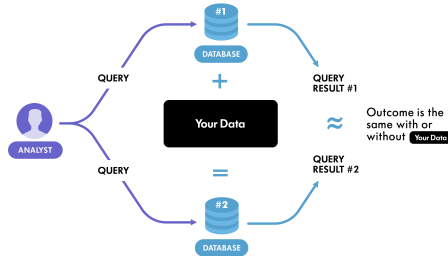 #1
DATABASE
QUERY
+
QUERY
RESULT #1
Your Data
ANALYST
≈
Outcome is the
same with or
without Your Data
QUERY
=
QUERY
RESULT #2
#2
DATABASE